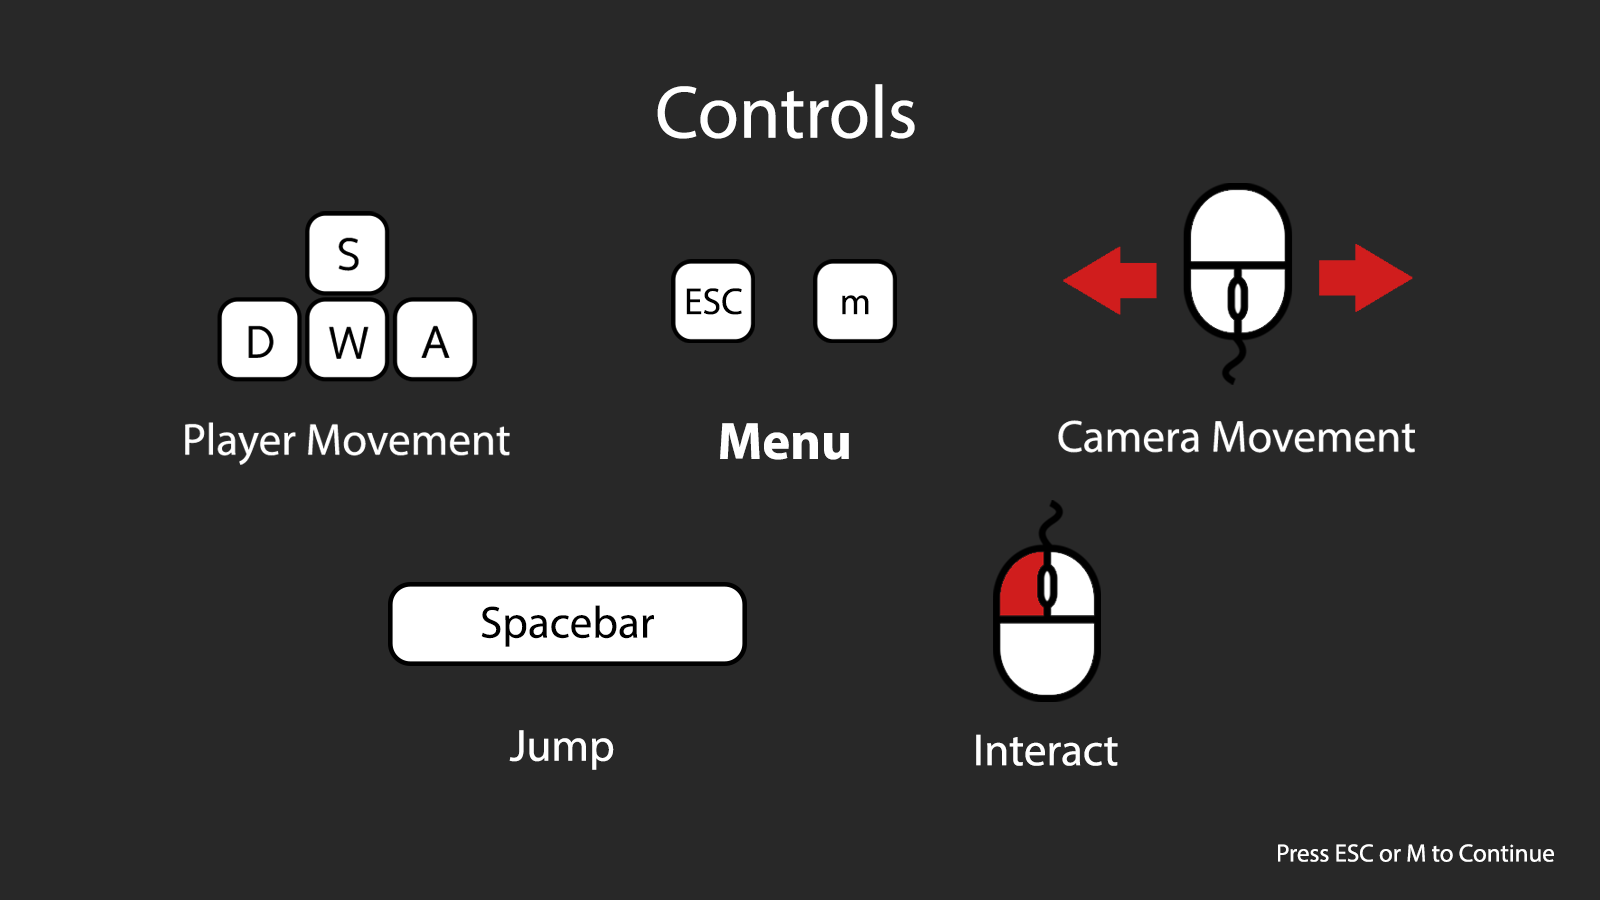 Controls
S
D W A
ESC m
Player Movement
Menu
Camera Movement
Spacebar
Jump
Interact
Press ESC or M to Continue